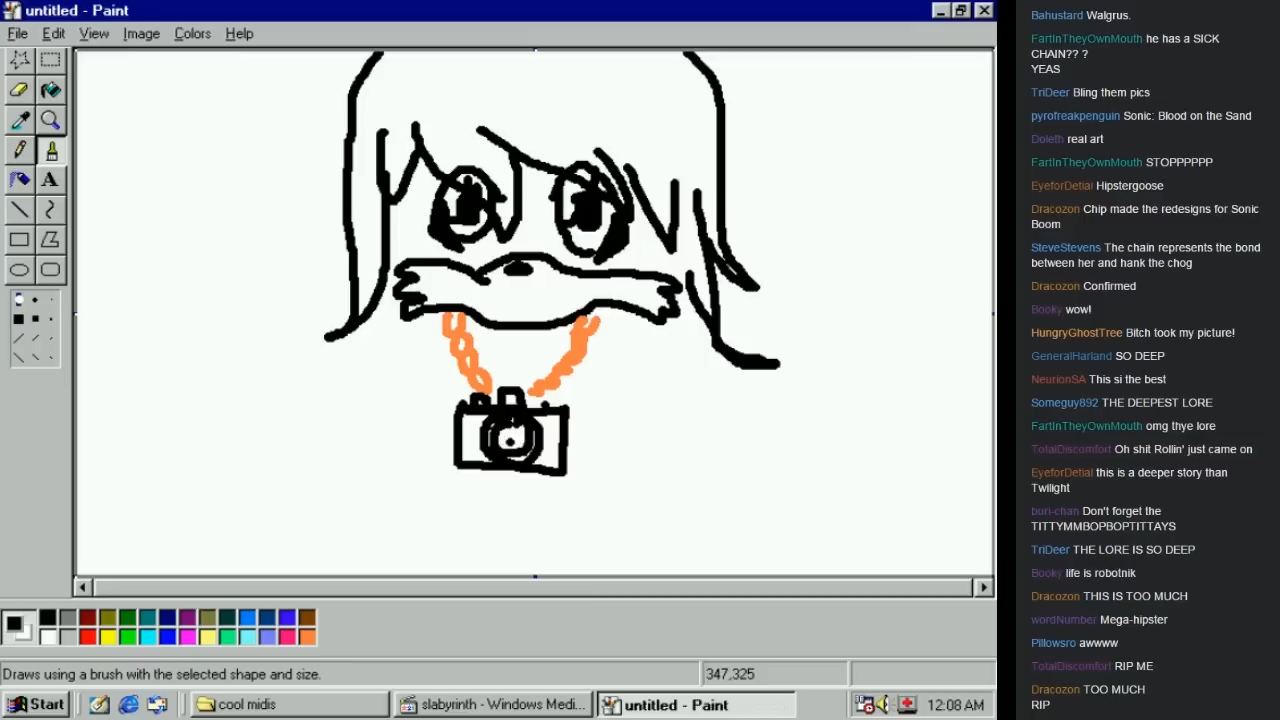 untitled - Paint
File Edit View Image Colors Help
Draws using a brush with the selected shape and size.
347,325
Start
cool midis
slabyrinth - Windows Medi...
untitled - Paint
12:08 AM
Bahustard Walgrus.
FartInTheyOwnMouth he has a SICK
CHAIN?? ?
YEAS
TriDeer Bling them pics
pyrofreakpenguin Sonic: Blood on the Sand
Doleth real art
FartInTheyOwnMouth STOPPPPPP
EyeforDetial Hipstergoose
Dracozon Chip made the redesigns for Sonic
Boom
SteveStevens The chain represents the bond
between her and hank the chog
Dracozon Confirmed
Booky wow!
HungryGhostTree Bitch took my picture!
GeneralHarland SO DEEP
NeurionSA This si the best
Someguy892 THE DEEPEST LORE
FartInTheyOwnMouth omg thye lore
TotalDiscomfort Oh shit Rollin' just came on
EyeforDetial this is a deeper story than
Twilight
buri-chan Don't forget the
TITTYMMBOPBOPTITTAYS
TriDeer THE LORE IS SO DEEP
Booky life is robotnik
Dracozon THIS IS TOO MUCH
wordNumber Mega-hipster
Pillowsro awwww
TotalDiscomfort RIP ME
Dracozon TOO MUCH
RIP